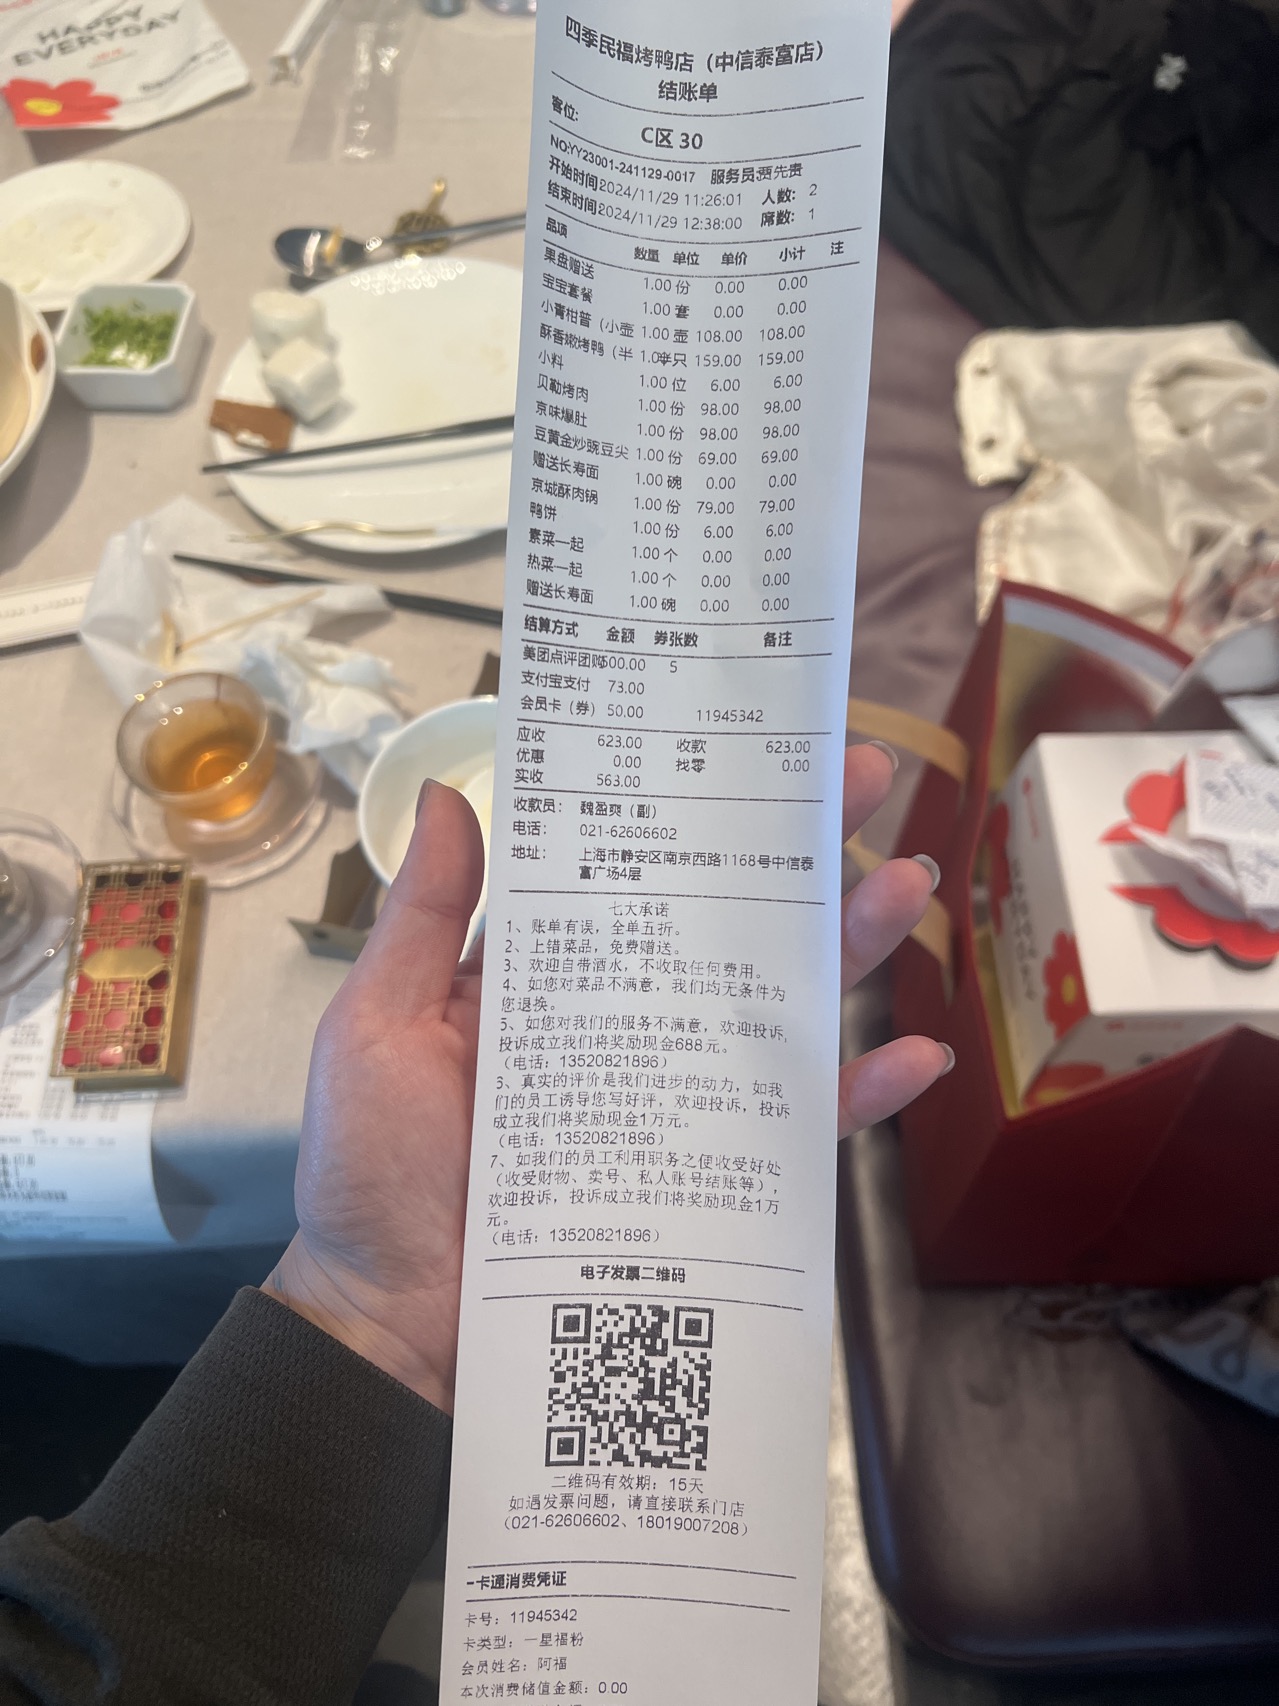 HAPPY
EVERYDAY
四季民福烤鸭店（中信泰富店）
结账单
客位：
C区 30
NO:YY23001-241129-0017 服务员:贾先贵
开始时间2024/11/29 11:26:01 人数： 2
结束时间2024/11/29 12:38:00 席数： 1
品项 数量 单位 单价 小计 注
果盘赠送 1.00 份 0.00 0.00
宝宝套餐 1.00 套 0.00 0.00
小青柑普（小壶 1.00 壶 108.00 108.00
酥香嫩烤鸭（半 1.00半只 159.00 159.00
小料 1.00 位 6.00 6.00
贝勒烤肉 1.00 份 98.00 98.00
京味爆肚 1.00 份 98.00 98.00
豆黄金炒豌豆尖 1.00 份 69.00 69.00
赠送长寿面 1.00 碗 0.00 0.00
京城酥肉锅 1.00 份 79.00 79.00
鸭饼 1.00 份 6.00 6.00
素菜一起 1.00 个 0.00 0.00
热菜一起 1.00 个 0.00 0.00
赠送长寿面 1.00 碗 0.00 0.00
结算方式 金额 券张数 备注
美团点评团购500.00 5
支付宝支付 73.00
会员卡（券） 50.00 11945342
应收 623.00 收款 623.00
优惠 0.00 找零 0.00
实收 563.00
收款员： 魏盈爽（副）
电话： 021-62606602
地址： 上海市静安区南京西路1168号中信泰
富广场4层
七大承诺
1、账单有误，全单五折。
2、上错菜品，免费赠送。
3、欢迎自带酒水，不收取任何费用。
4、如您对菜品不满意，我们均无条件为
您退换。
5、如您对我们的服务不满意，欢迎投诉,
投诉成立我们将奖励现金688元。
（电话：13520821896）
3、真实的评价是我们进步的动力，如我
们的员工诱导您写好评，欢迎投诉，投诉
成立我们将奖励现金1万元。
（电话：13520821896）
7、如我们的员工利用职务之便收受好处
（收受财物、卖号、私人账号结账等），
欢迎投诉，投诉成立我们将奖励现金1万
元。
（电话：13520821896）
电子发票二维码
二维码有效期：15天
如遇发票问题，请直接联系门店
（021-62606602、18019007208）
一卡通消费凭证
卡号：11945342
卡类型：一星福粉
会员姓名：阿福
本次消费储值金额：0.00